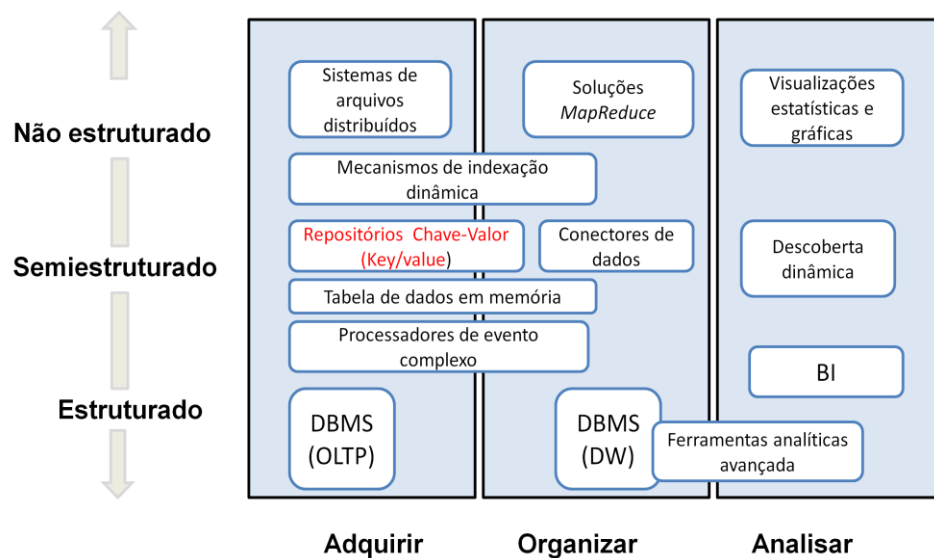 Não estruturado
Semiestruturado
Estruturado
Sistemas de
arquivos
distribuídos
Soluções
MapReduce
Visualizações
estatísticas e
gráficas
Mecanismos de indexação
dinâmica
Repositórios Chave-Valor
(Key/value)
Conectores de
dados
Descoberta
dinâmica
Tabela de dados em memória
Processadores de evento
complexo
BI
DBMS
(OLTP)
DBMS
(DW)
Ferramentas analíticas
avançada
Adquirir
Organizar
Analisar